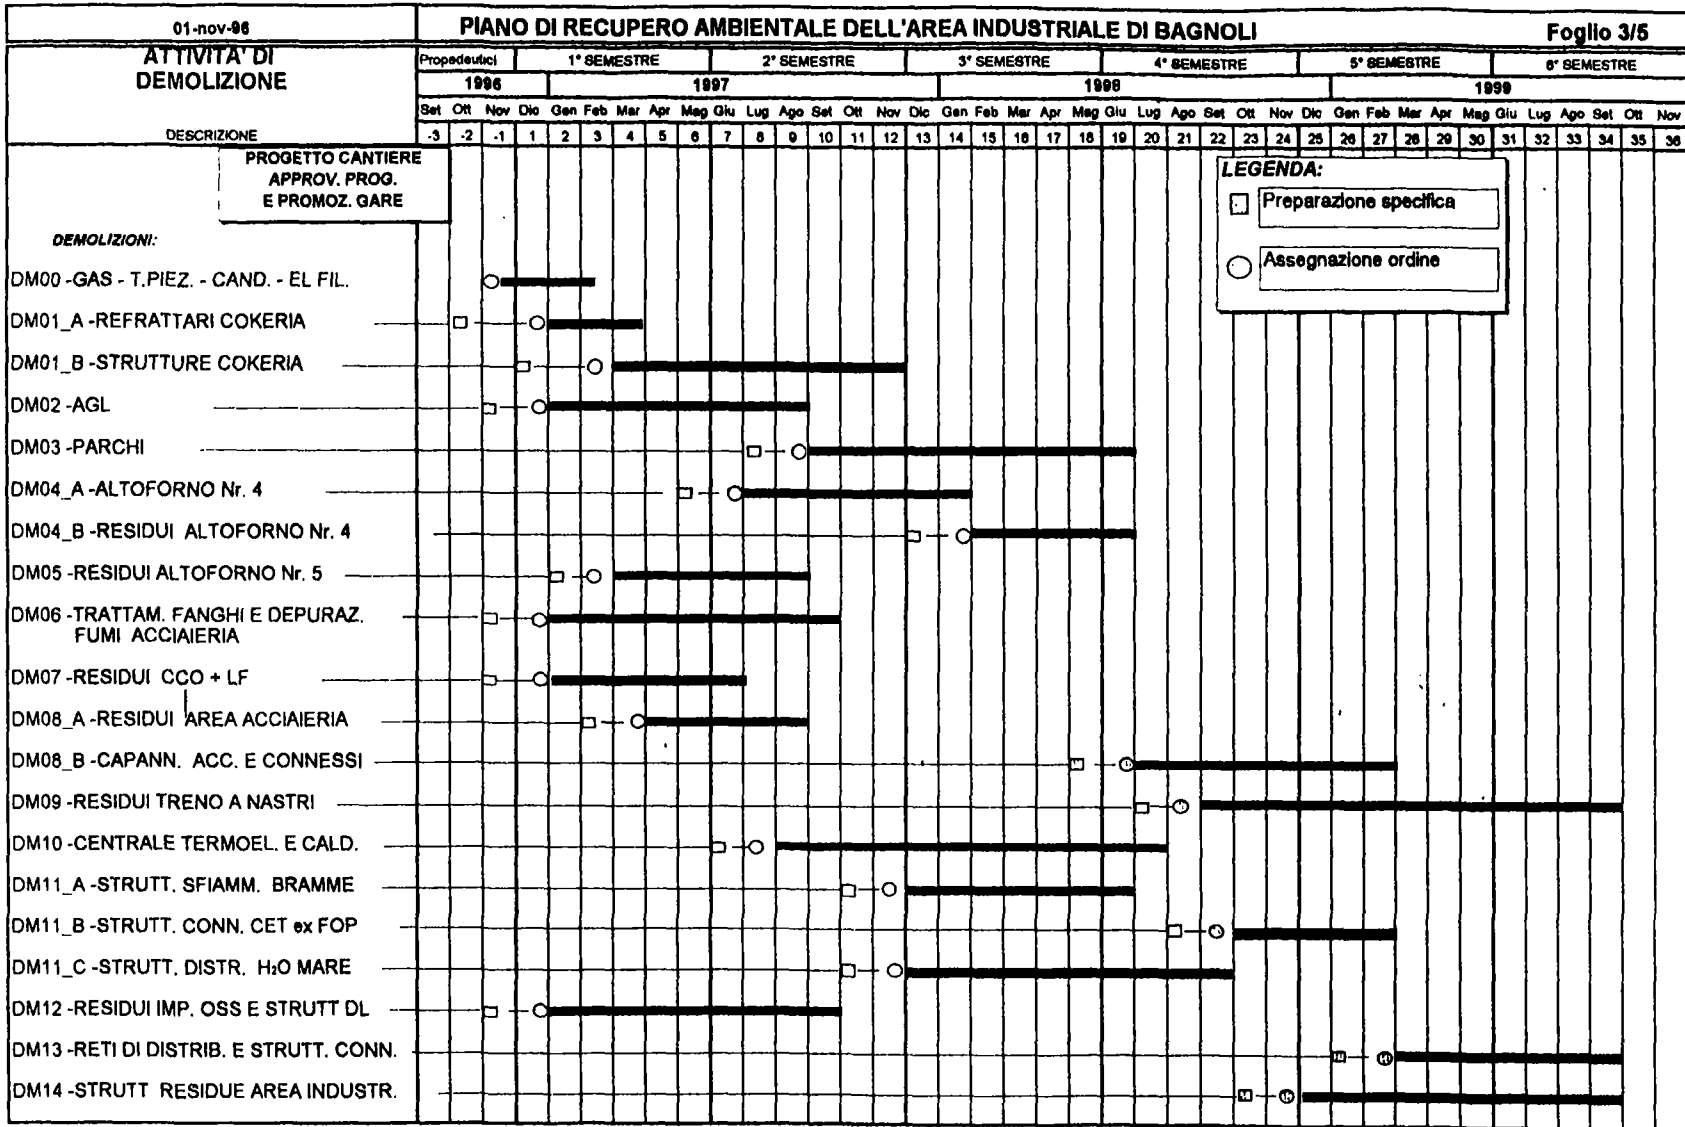 01-nov-96
PIANO DI RECUPERO AMBIENTALE DELL'AREA INDUSTRIALE DI BAGNOLI
Foglio 3/5
ATTIVITA' DI
DEMOLIZIONE
Propedeutici 1° SEMESTRE 2° SEMESTRE 3° SEMESTRE 4° SEMESTRE 5° SEMESTRE 6° SEMESTRE
1996 1997 1998 1999
Set Ott Nov Dic Gen Feb Mar Apr Mag Giu Lug Ago Set Ott Nov Dic Gen Feb Mar Apr Mag Giu Lug Ago Set Ott Nov Dic Gen Feb Mar Apr Mag Giu Lug Ago Set Ott Nov
DESCRIZIONE -3 -2 -1 1 2 3 4 5 6 7 8 9 10 11 12 13 14 15 16 17 18 19 20 21 22 23 24 25 26 27 28 29 30 31 32 33 34 35 36
PROGETTO CANTIERE
APPROV. PROG.
E PROMOZ. GARE
LEGENDA:
Preparazione specifica
Assegnazione ordine
DEMOLIZIONI:
DM00 -GAS - T.PIEZ. - CAND. - EL FIL.
DM01_A -REFRATTARI COKERIA
DM01_B -STRUTTURE COKERIA
DM02 -AGL
DM03 -PARCHI
DM04_A -ALTOFORNO Nr. 4
DM04_B -RESIDUI ALTOFORNO Nr. 4
DM05 -RESIDUI ALTOFORNO Nr. 5
DM06 -TRATTAM. FANGHI E DEPURAZ.
FUMI ACCIAIERIA
DM07 -RESIDUI CCO + LF
DM08_A -RESIDUI AREA ACCIAIERIA
DM08_B -CAPANN. ACC. E CONNESSI
DM09 -RESIDUI TRENO A NASTRI
DM10 -CENTRALE TERMOEL. E CALD.
DM11_A -STRUTT. SFIAMM. BRAMME
DM11_B -STRUTT. CONN. CET ex FOP
DM11_C -STRUTT. DISTR. H₂O MARE
DM12 -RESIDUI IMP. OSS E STRUTT DL
DM13 -RETI DI DISTRIB. E STRUTT. CONN.
DM14 -STRUTT RESIDUE AREA INDUSTR.